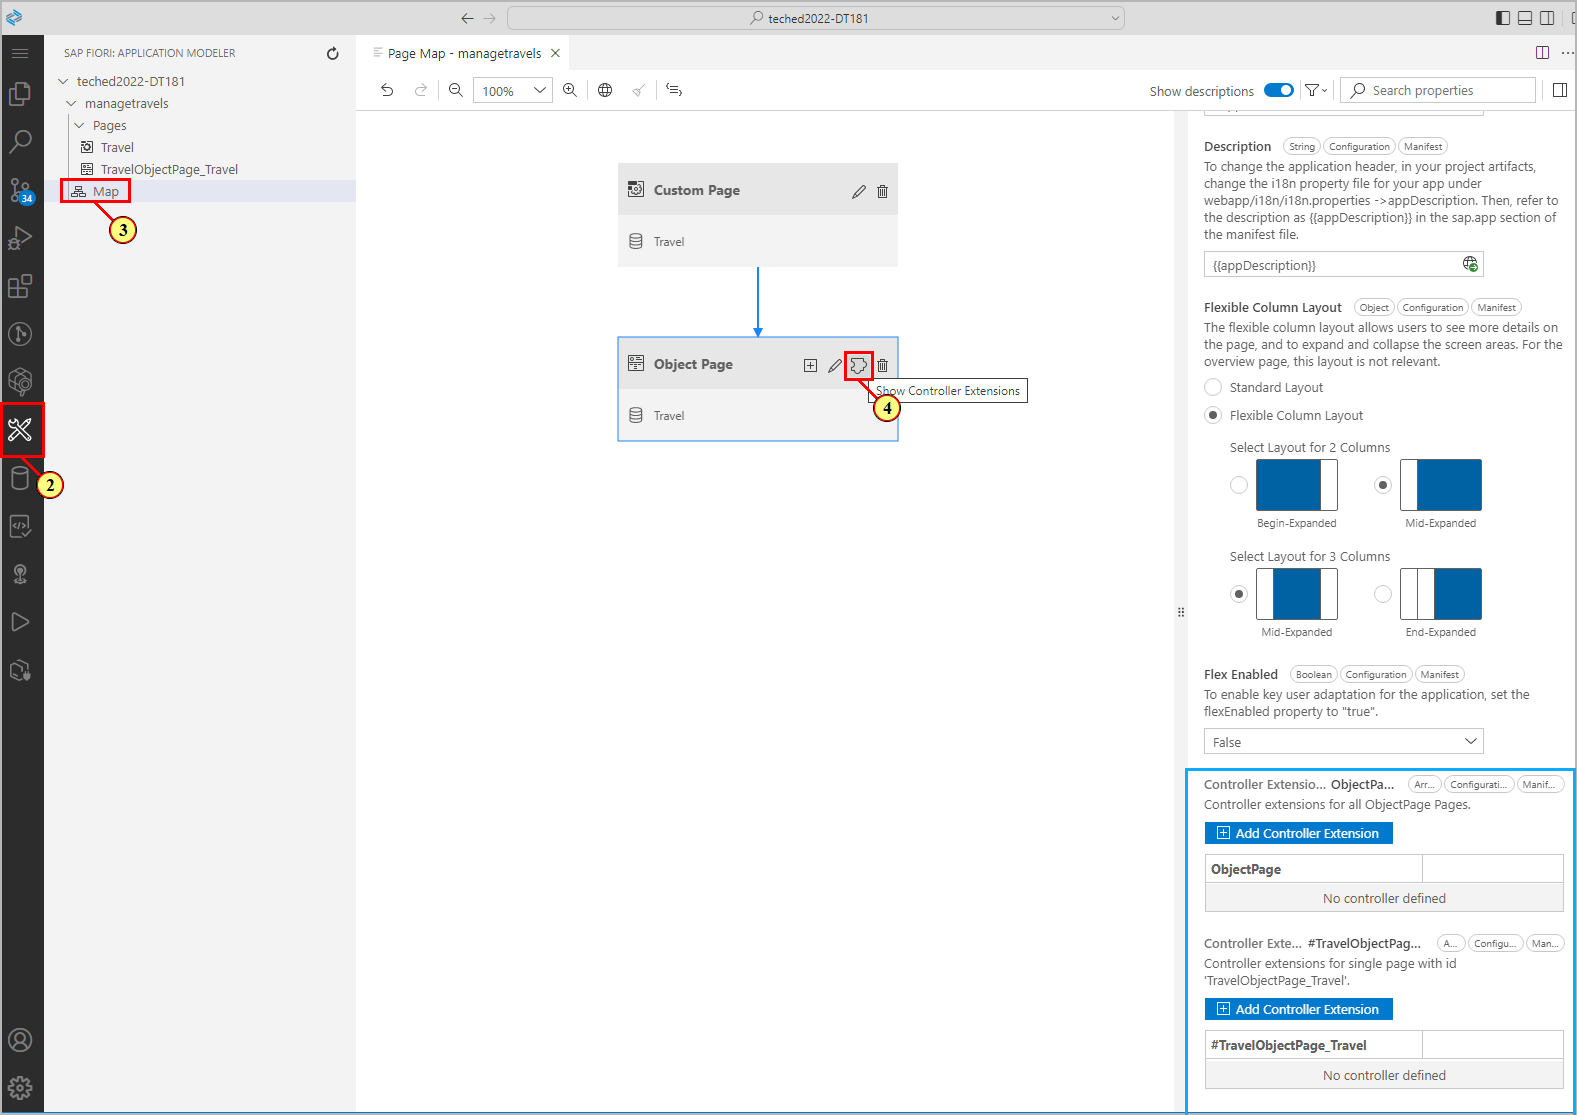 teched2022-DT181
SAP FIORI: APPLICATION MODELER
teched2022-DT181
managetravels
Pages
Travel
TravelObjectPage_Travel
Map
3
34
2
Page Map - managetravels
100%
Show descriptions
Search properties
Custom Page
Travel
Object Page
Show Controller Extensions
4
Travel
Description String Configuration Manifest
To change the application header, in your project artifacts,
change the i18n property file for your app under
webapp/i18n/i18n.properties ->appDescription. Then, refer to
the description as {{appDescription}} in the sap.app section of
the manifest file.
{{appDescription}}
Flexible Column Layout Object Configuration Manifest
The flexible column layout allows users to see more details on
the page, and to expand and collapse the screen areas. For the
overview page, this layout is not relevant.
Standard Layout
Flexible Column Layout
Select Layout for 2 Columns
Begin-Expanded Mid-Expanded
Select Layout for 3 Columns
Mid-Expanded End-Expanded
Flex Enabled Boolean Configuration Manifest
To enable key user adaptation for the application, set the
flexEnabled property to "true".
False
Controller Extensio... ObjectPa... Arr... Configurati... Manif...
Controller extensions for all ObjectPage Pages.
Add Controller Extension
ObjectPage
No controller defined
Controller Exte... #TravelObjectPag... A... Configu... Man...
Controller extensions for single page with id
'TravelObjectPage_Travel'.
Add Controller Extension
#TravelObjectPage_Travel
No controller defined